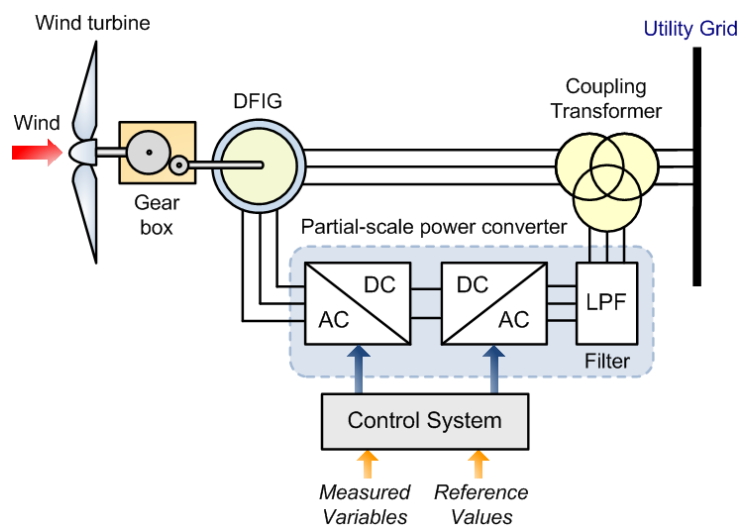 Wind turbine
Utility Grid
DFIG
Coupling
Transformer
Wind
Gear
box
Partial-scale power converter
DC
AC
DC
AC
LPF
Filter
Control System
Measured
Variables
Reference
Values